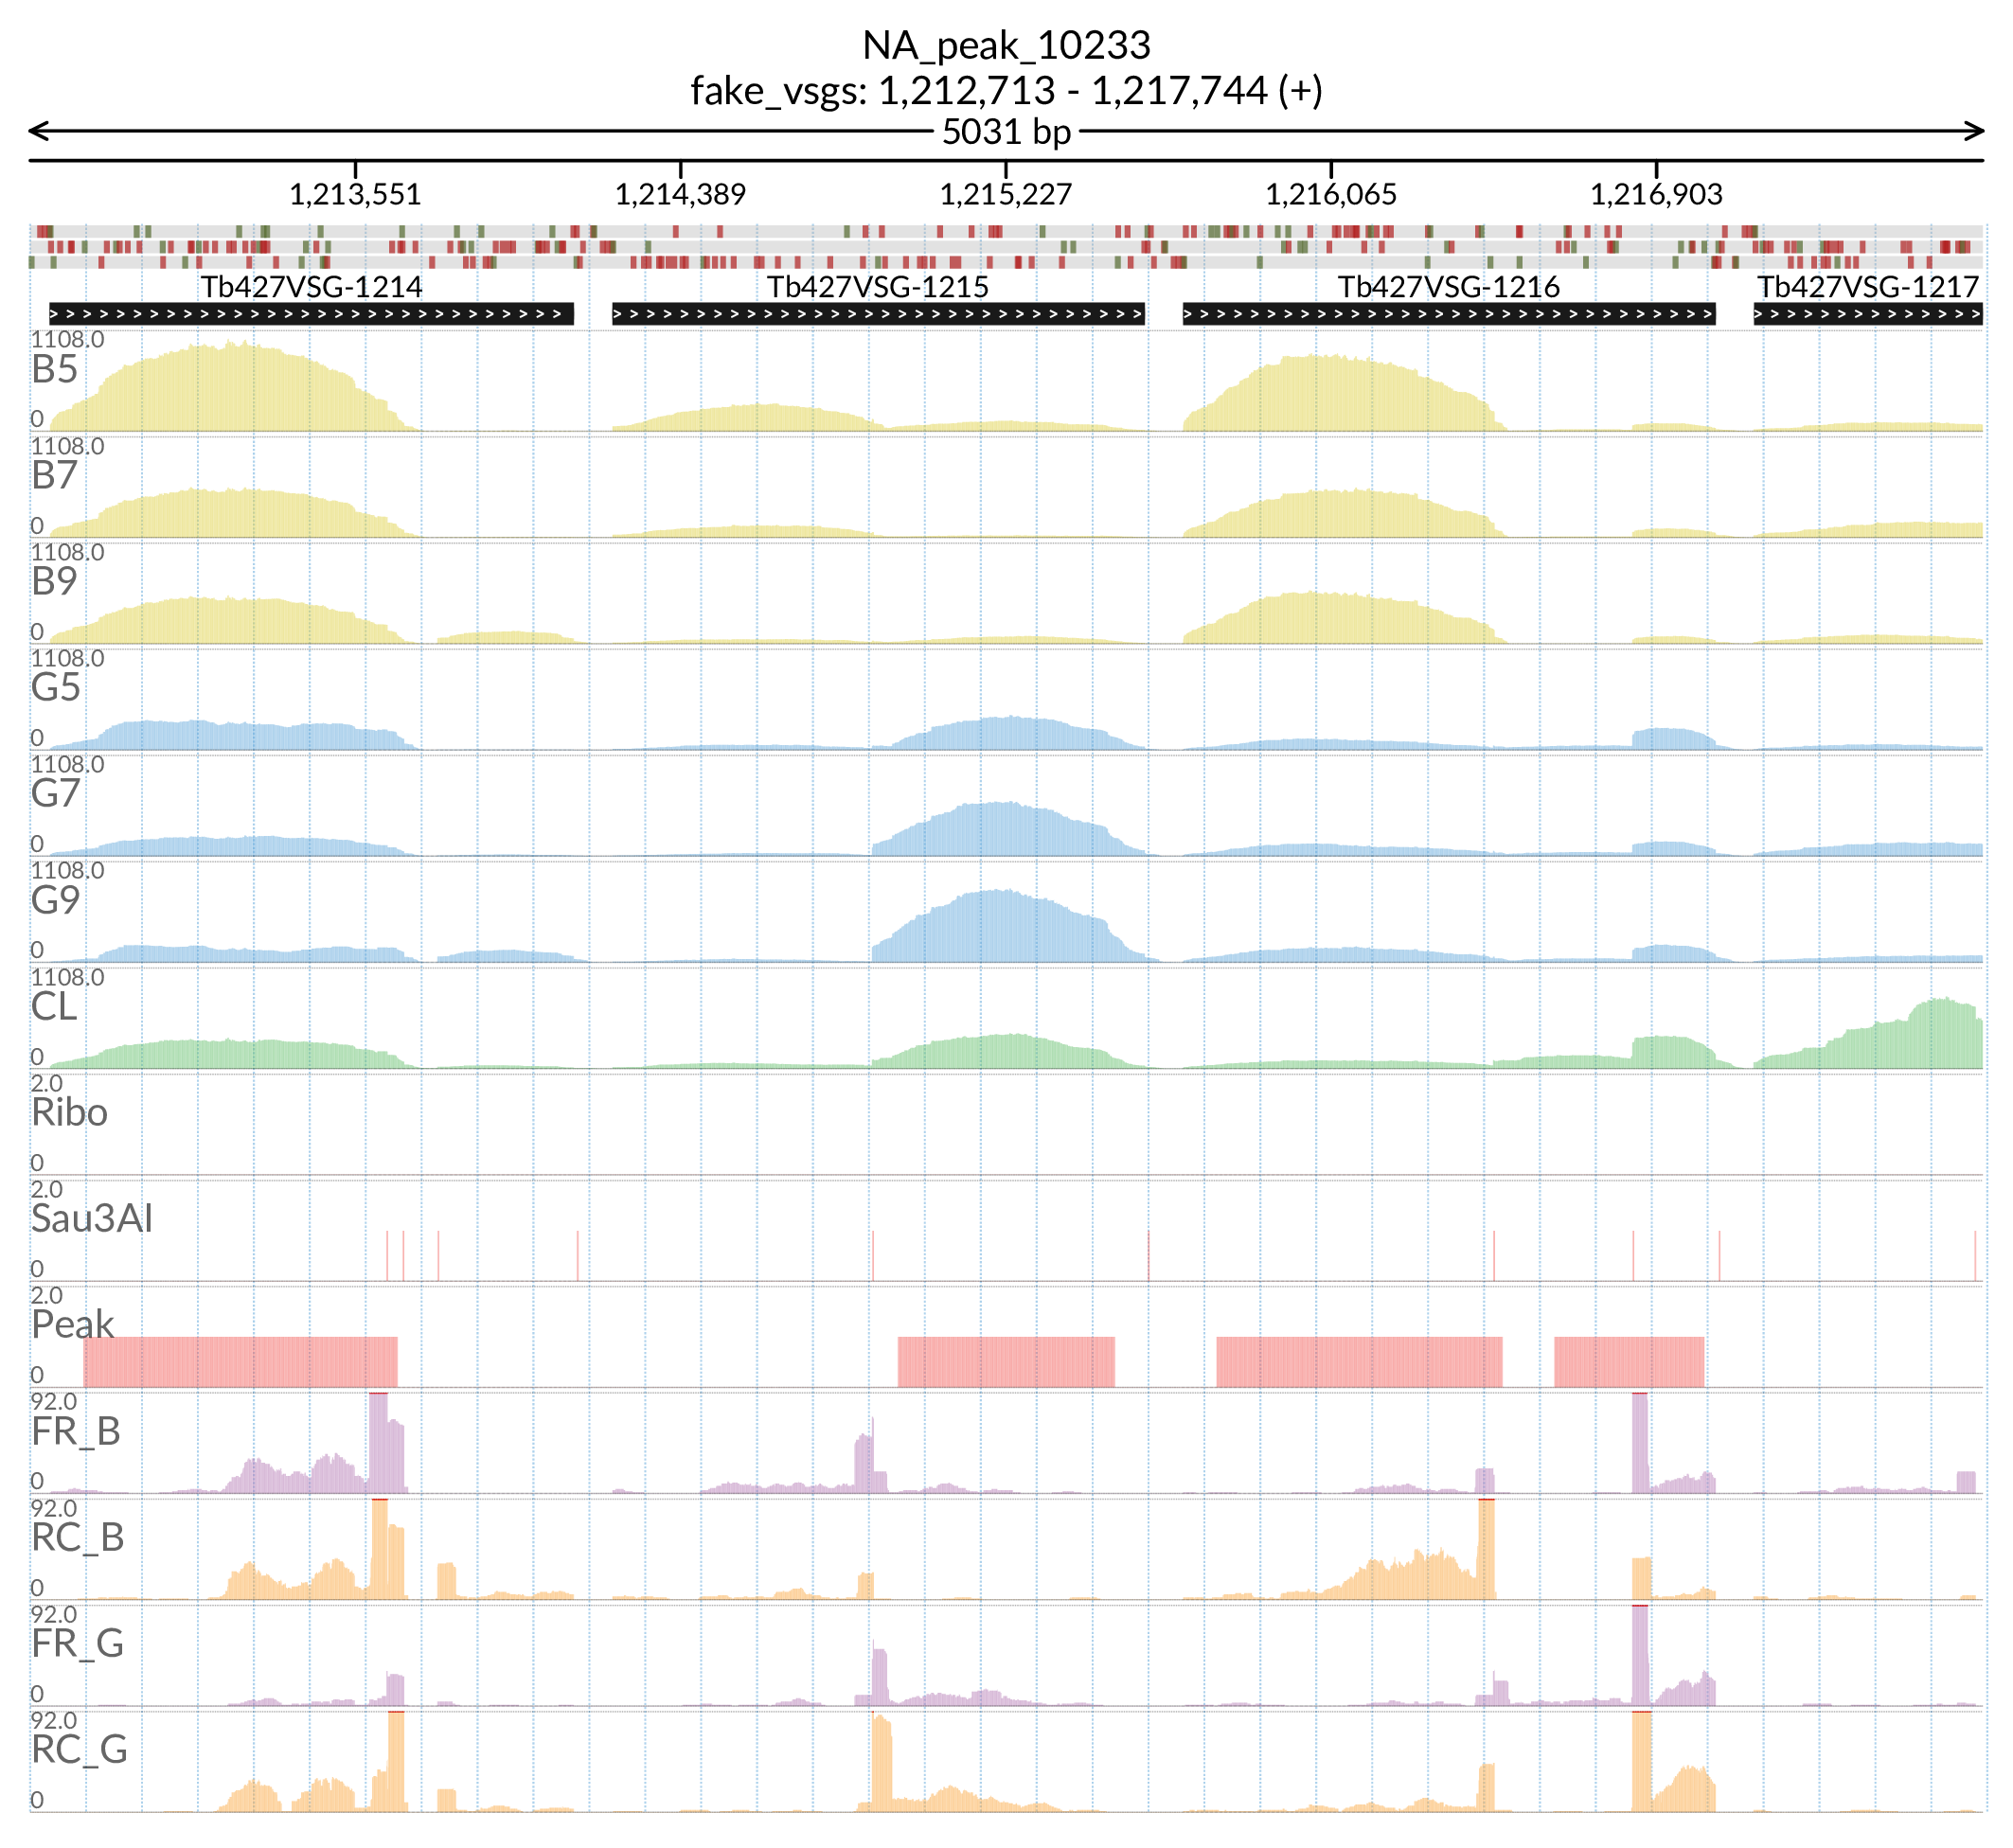 NA_peak_10233
fake_vsgs: 1,212,713 - 1,217,744 (+)
5031 bp
1,213,551 1,214,389 1,215,227 1,216,065 1,216,903
Tb427VSG-1214 Tb427VSG-1215 Tb427VSG-1216 Tb427VSG-1217
1108.0
B5
0
1108.0
B7
0
1108.0
B9
0
1108.0
G5
0
1108.0
G7
0
1108.0
G9
0
1108.0
CL
0
2.0
Ribo
0
2.0
Sau3AI
0
2.0
Peak
0
92.0
FR_B
0
92.0
RC_B
0
92.0
FR_G
0
92.0
RC_G
0